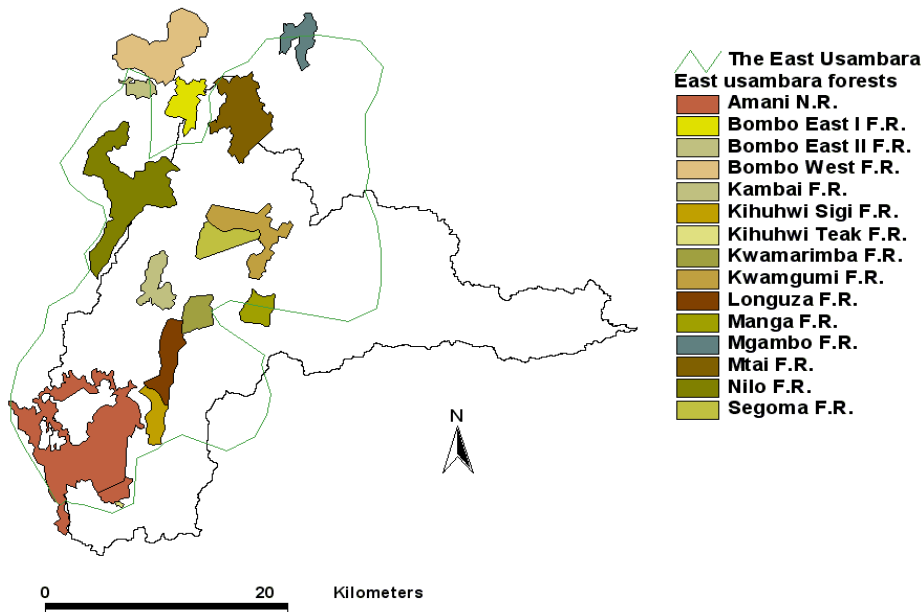 The East Usambara
East usambara forests
Amani N.R.
Bombo East I F.R.
Bombo East II F.R.
Bombo West F.R.
Kambai F.R.
Kihuhwi Sigi F.R.
Kihuhwi Teak F.R.
Kwamarimba F.R.
Kwamgumi F.R.
Longuza F.R.
Manga F.R.
Mgambo F.R.
Mtai F.R.
Nilo F.R.
Segoma F.R.
N
0 20 Kilometers